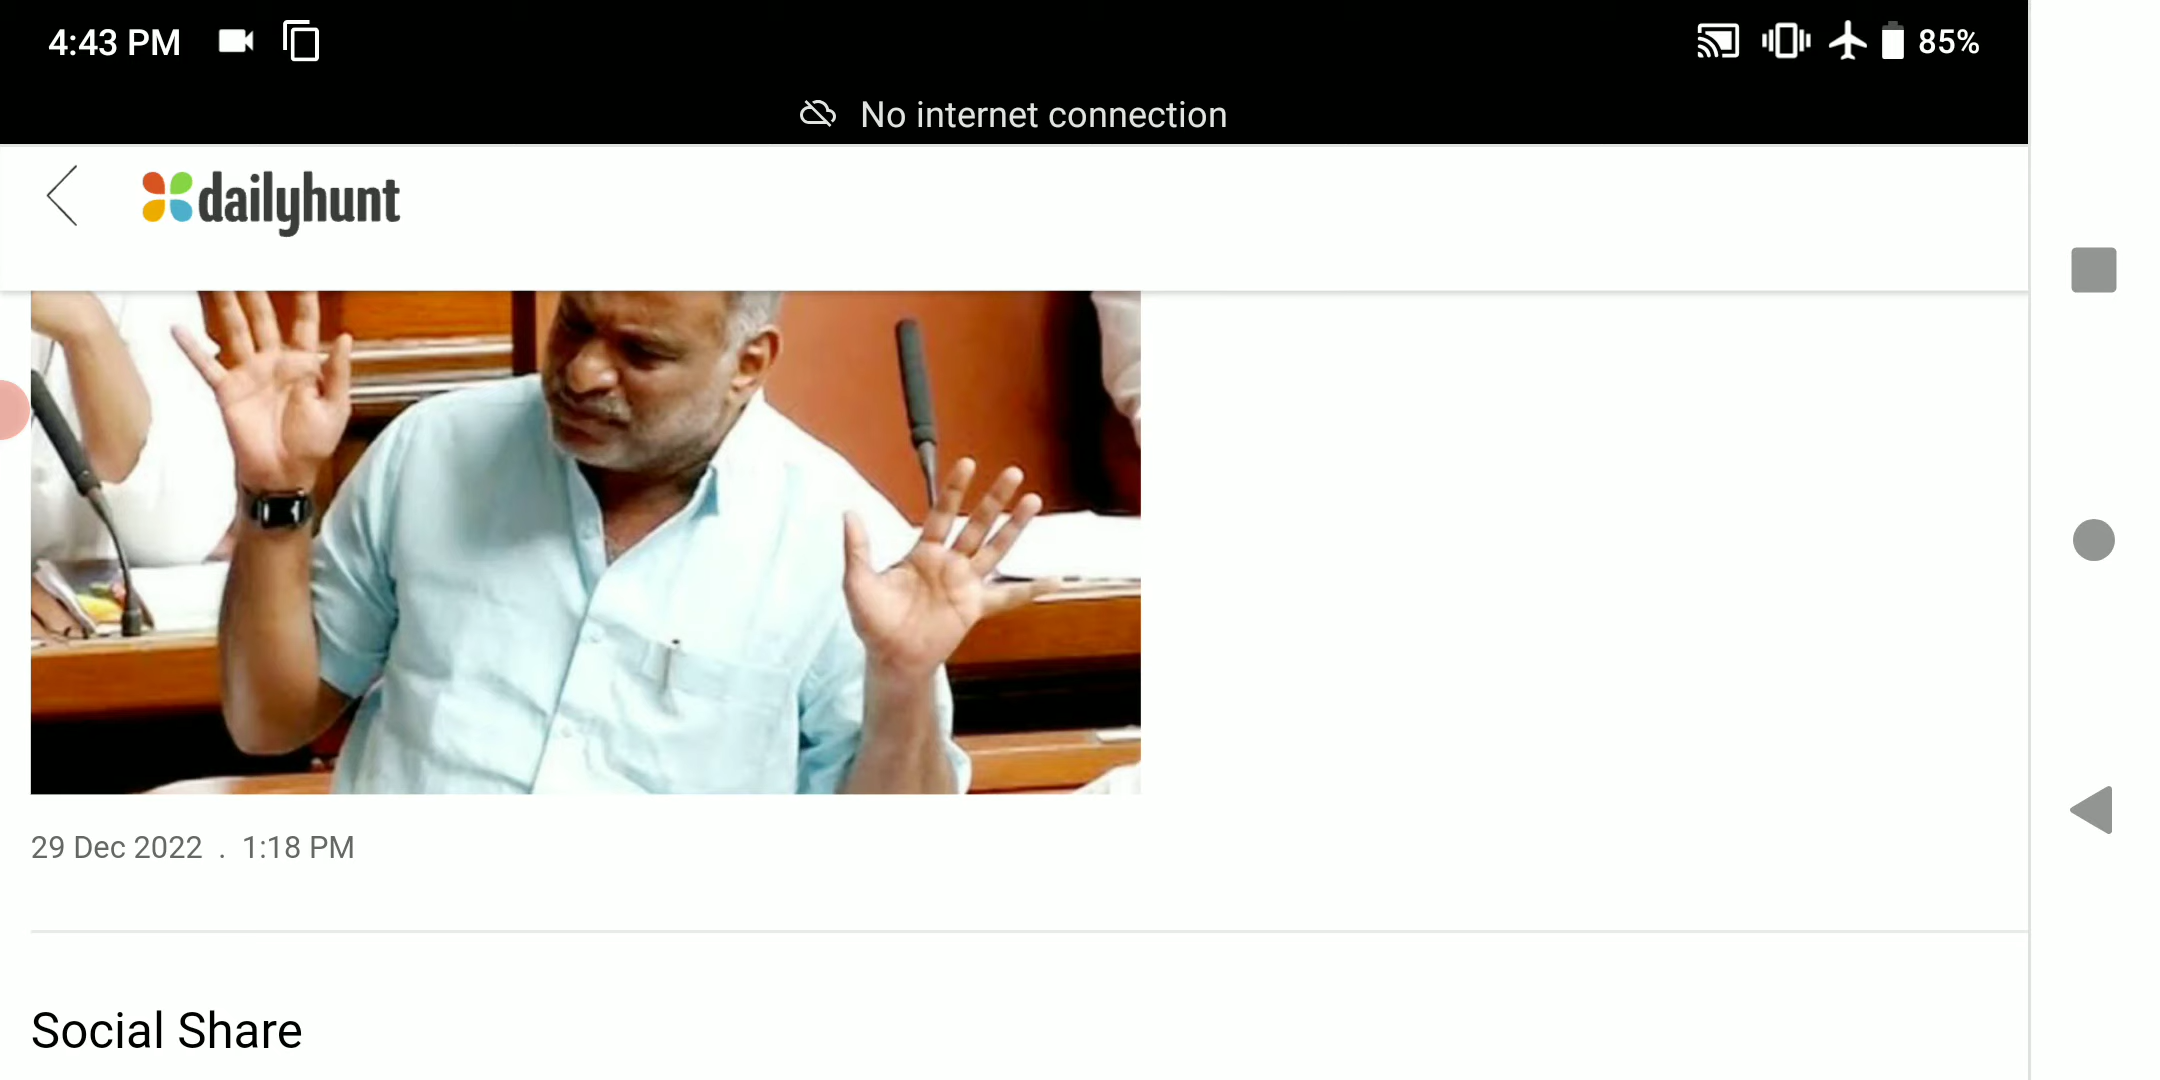 4:43 PM 85%
No internet connection
dailyhunt
29 Dec 2022 . 1:18 PM
Social Share